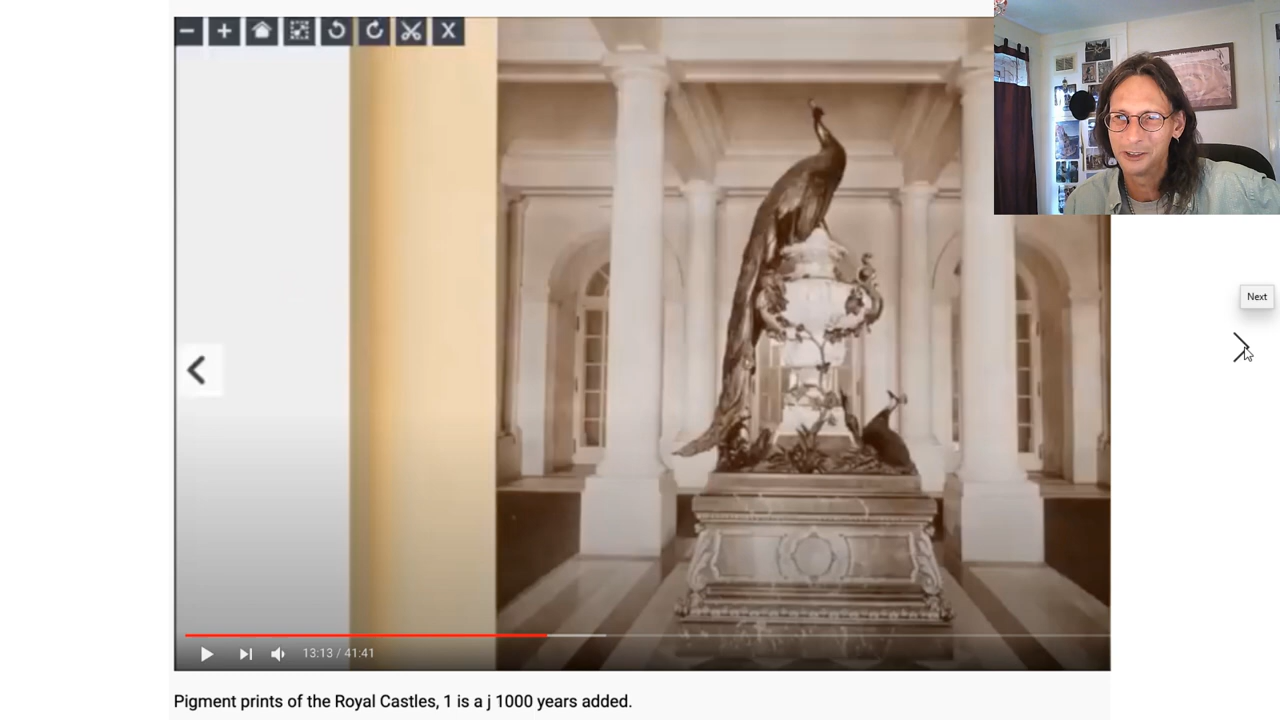 Next
13:13 / 41:41
Pigment prints of the Royal Castles, 1 is a j 1000 years added.